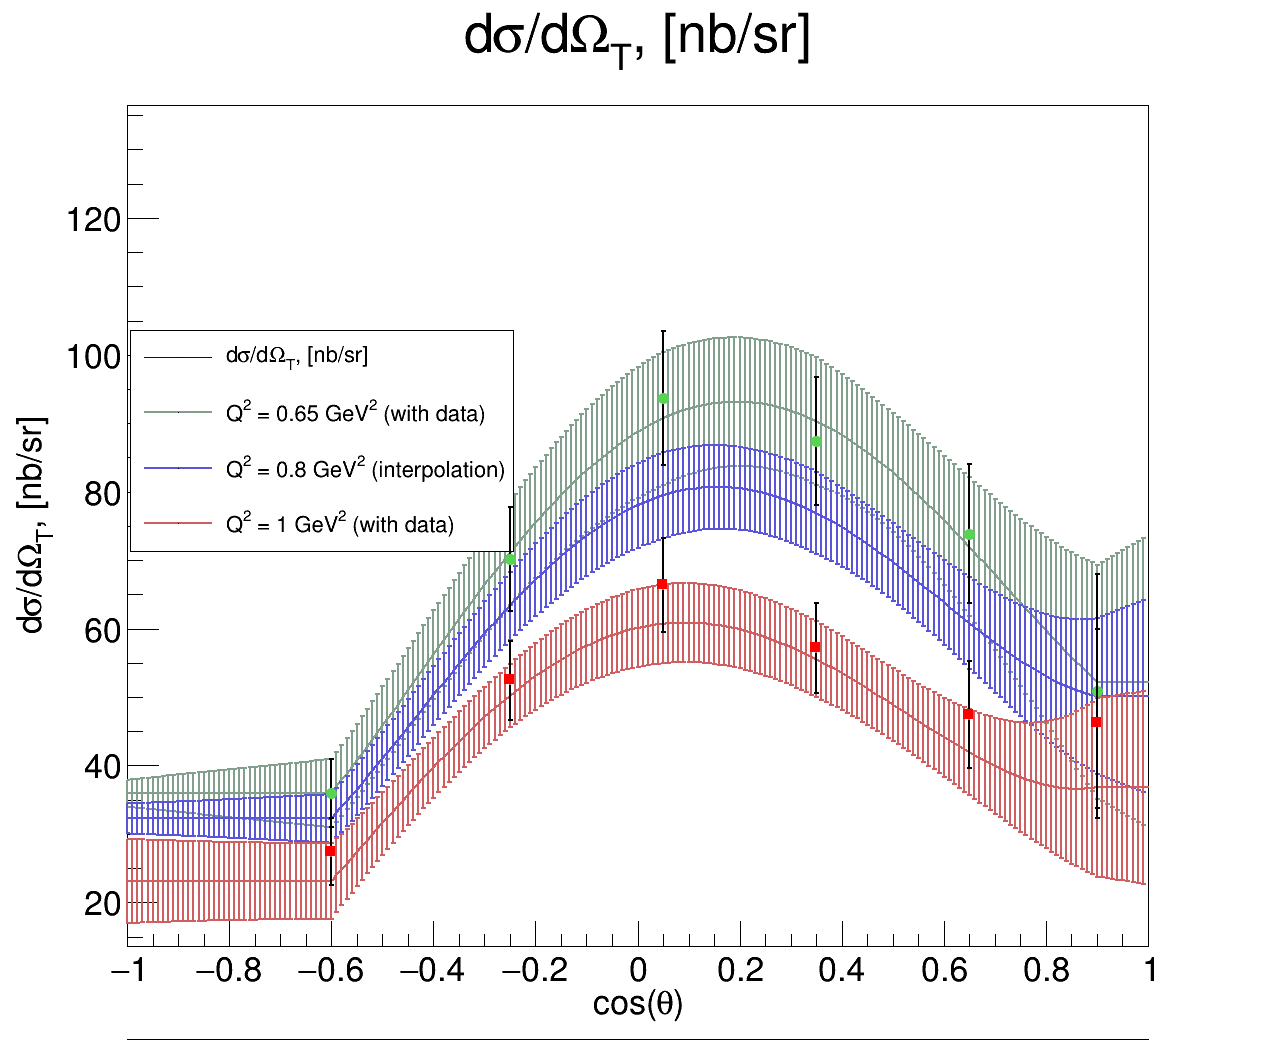 dσ/dΩT, [nb/sr]
dσ/dΩT, [nb/sr]
120
100
80
60
40
20
dσ/dΩT, [nb/sr]
Q2 = 0.65 GeV2 (with data)
Q2 = 0.8 GeV2 (interpolation)
Q2 = 1 GeV2 (with data)
−1 −0.8 −0.6 −0.4 −0.2 0 0.2 0.4 0.6 0.8 1
cos(θ)